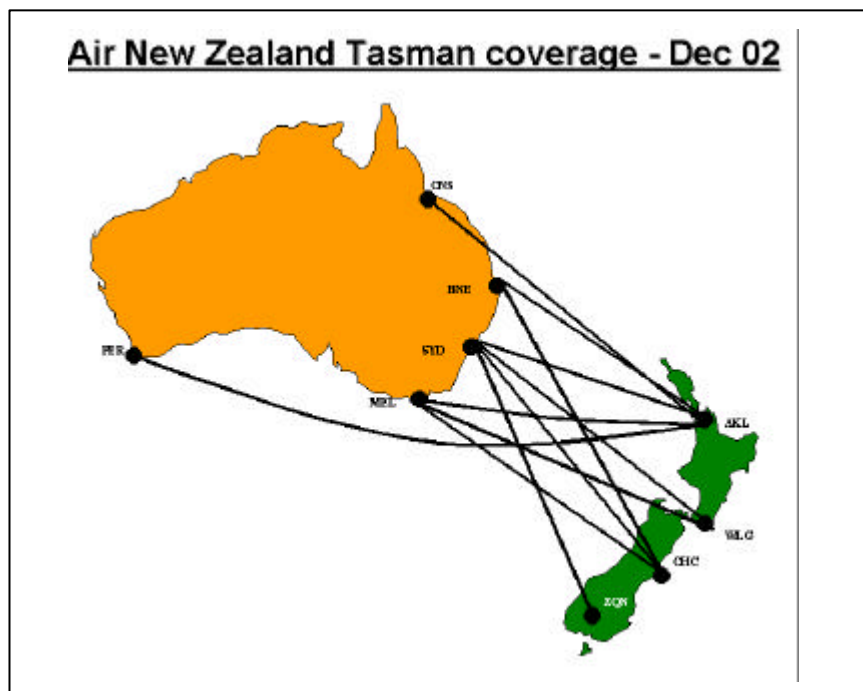 Air New Zealand Tasman coverage - Dec 02
CNS
BNE
PER
SYD
MEL
AKL
WLG
CHC
ZQN